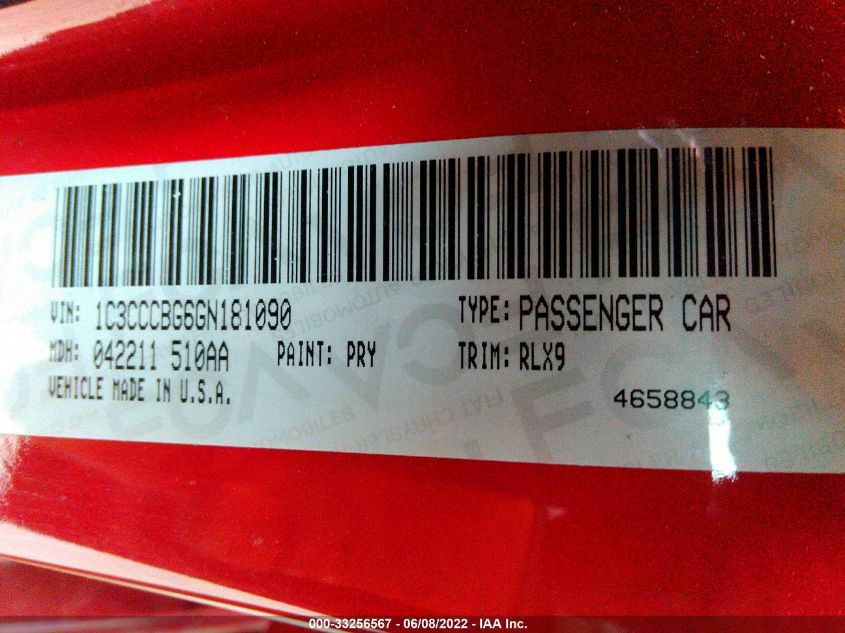 VIN: 1C3CCCBG6GN181090 TYPE: PASSENGER CAR
MDH: 042211 510AA PAINT: PRY TRIM: RLX9
VEHICLE MADE IN U.S.A. 4658843
000-33256567 - 06/08/2022 - IAA Inc.